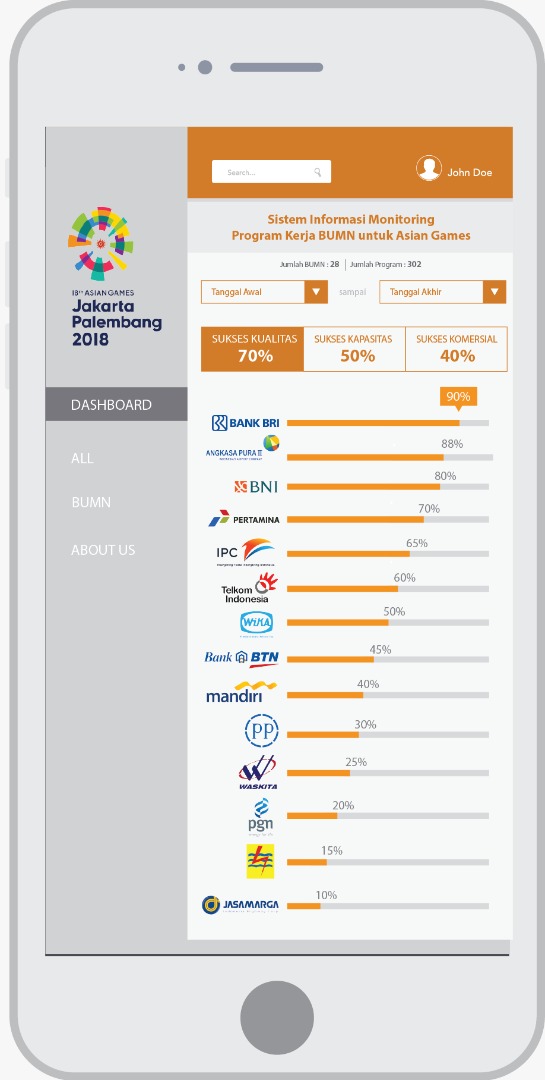 Search...
John Doe
18th ASIAN GAMES
Jakarta
Palembang
2018
Sistem Informasi Monitoring
Program Kerja BUMN untuk Asian Games
Jumlah BUMN : 28 | Jumlah Program : 302
Tanggal Awal
sampai
Tanggal Akhir
SUKSES KUALITAS
70%
SUKSES KAPASITAS
50%
SUKSES KOMERSIAL
40%
DASHBOARD
ALL
BUMN
ABOUT US
90%
BANK BRI
88%
ANGKASA PURA II
80%
BNI
70%
PERTAMINA
65%
IPC
60%
Telkom
Indonesia
50%
WIKA
45%
Bank BTN
40%
mandiri
30%
PP
25%
WASKITA
20%
pgn
15%
10%
JASAMARGA